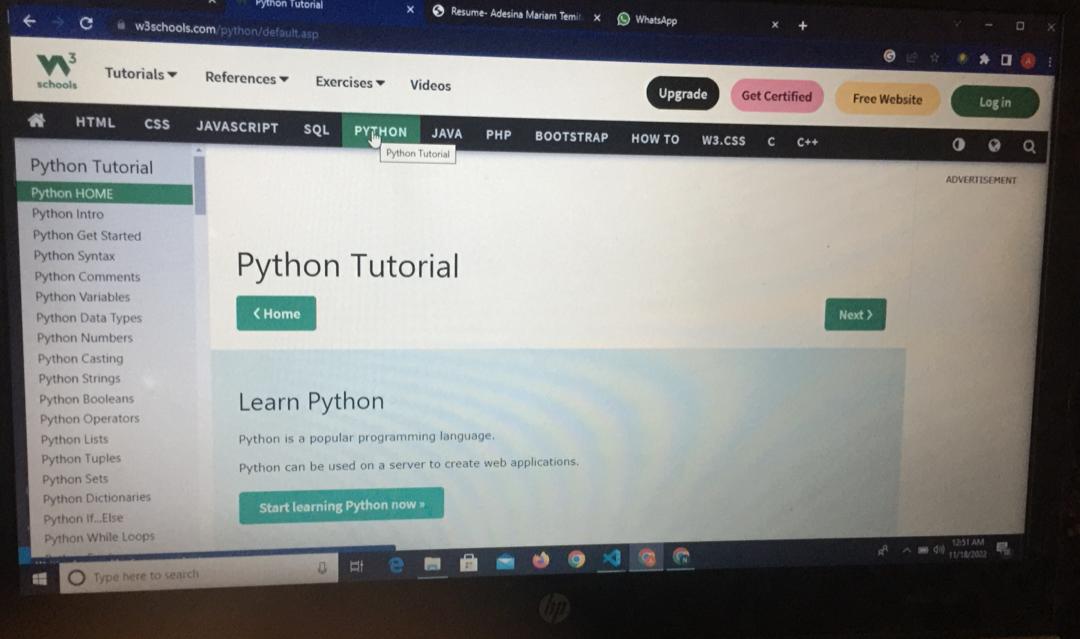 Python Tutorial
Resume- Adesina Mariam Temit
WhatsApp
w3schools.com/python/default.asp
W3
schools
Tutorials
References
Exercises
Videos
Upgrade
Get Certified
Free Website
Log in
HTML
CSS
JAVASCRIPT
SQL
PYTHON
JAVA
PHP
BOOTSTRAP
HOW TO
W3.CSS
C
C++
Python Tutorial
ADVERTISEMENT
Python Tutorial
Python HOME
Python Intro
Python Get Started
Python Syntax
Python Comments
Python Variables
Python Data Types
Python Numbers
Python Casting
Python Strings
Python Booleans
Python Operators
Python Lists
Python Tuples
Python Sets
Python Dictionaries
Python If...Else
Python While Loops
Python Tutorial
❮ Home
Next ❯
Learn Python
Python is a popular programming language.
Python can be used on a server to create web applications.
Start learning Python now »
Type here to search
12:51 AM
11/18/2022
hp